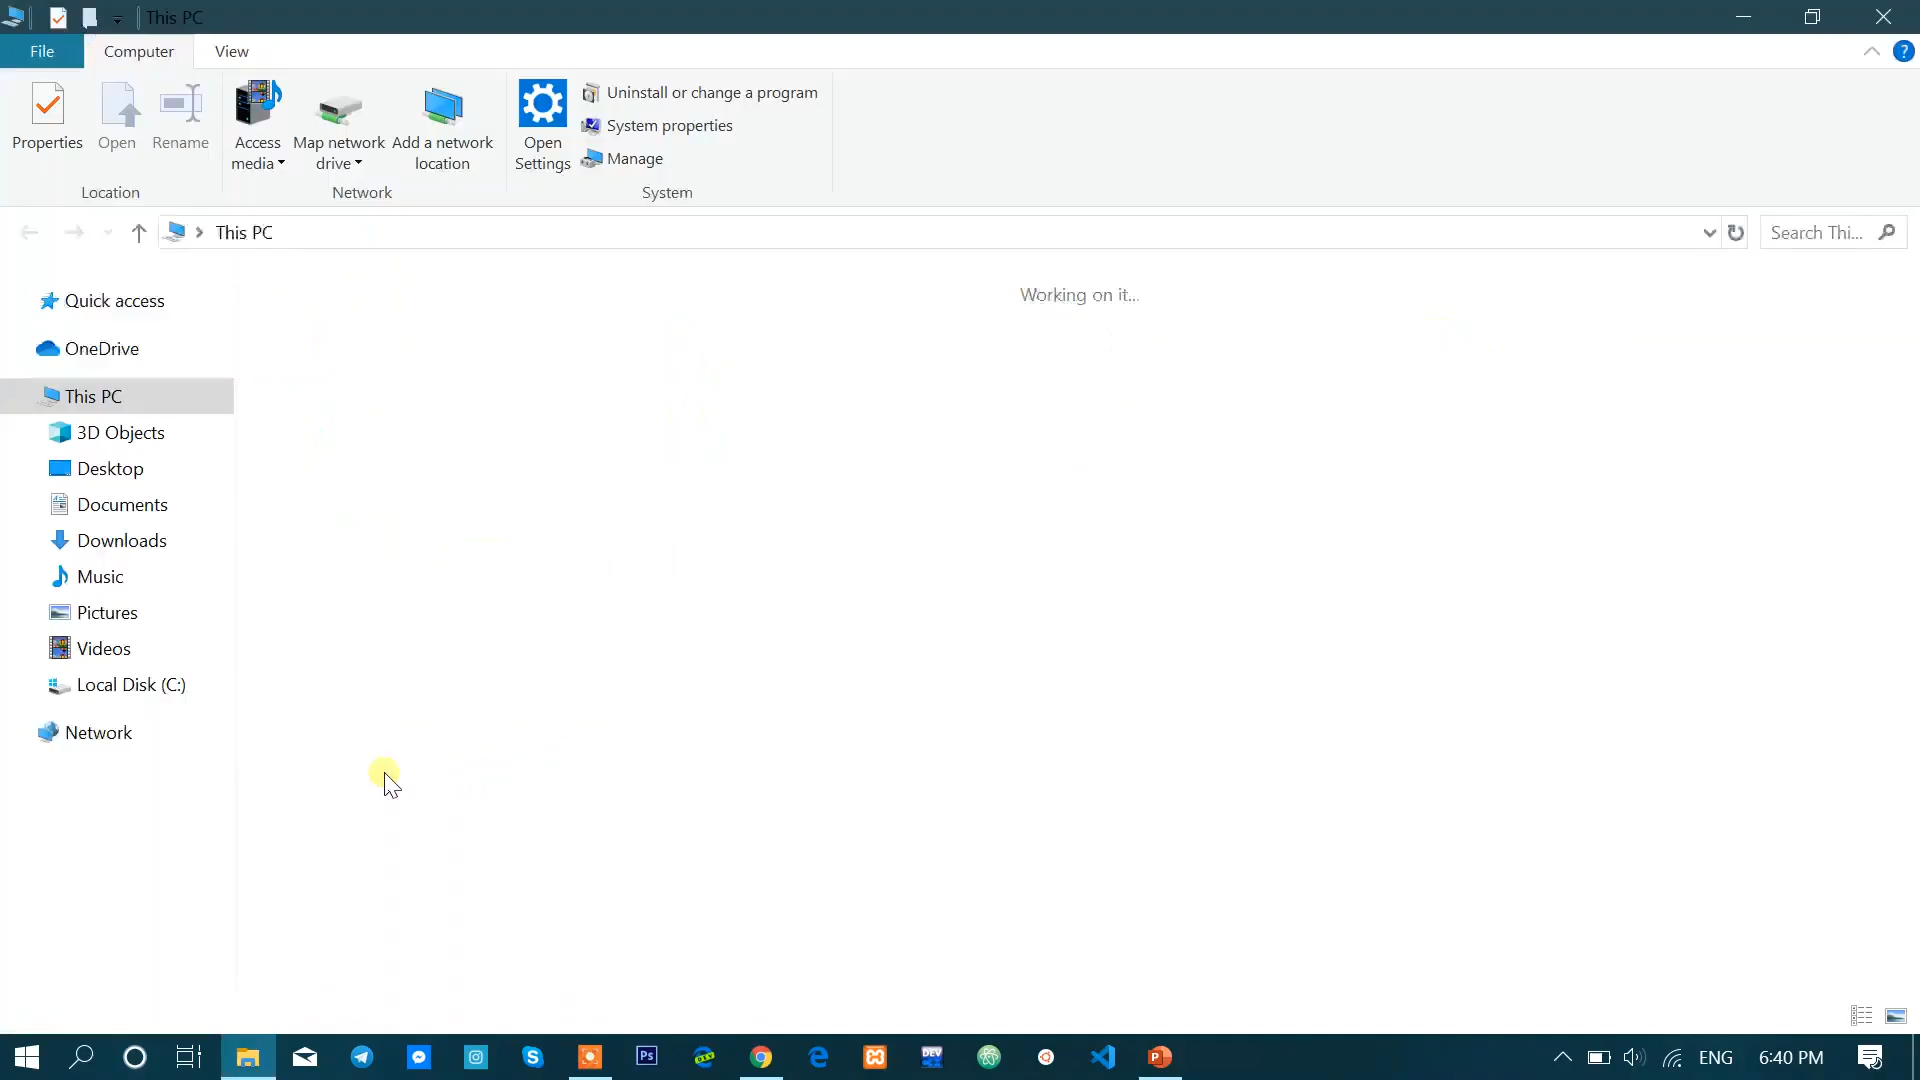 This PC
File
Computer
View
?
Properties
Open
Rename
Access
media
Map network
drive
Add a network
location
Open
Settings
Uninstall or change a program
System properties
Manage
Location
Network
System
This PC
Search Thi...
Working on it...
Quick access
OneDrive
This PC
3D Objects
Desktop
Documents
Downloads
Music
Pictures
Videos
Local Disk (C:)
Network
Ps
DEV
ENG
6:40 PM